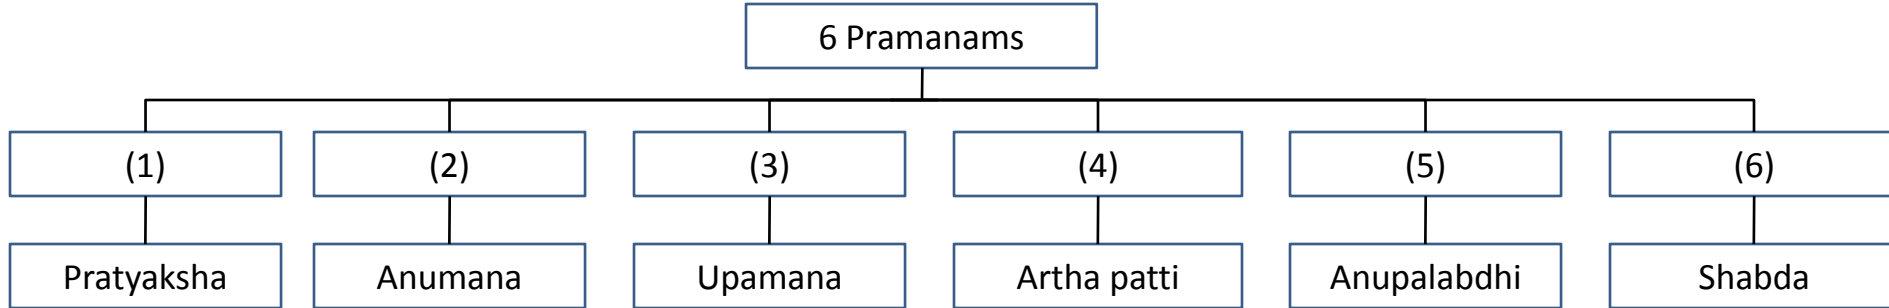 6 Pramanams
(1) (2) (3) (4) (5) (6)
Pratyaksha Anumana Upamana Artha patti Anupalabdhi Shabda